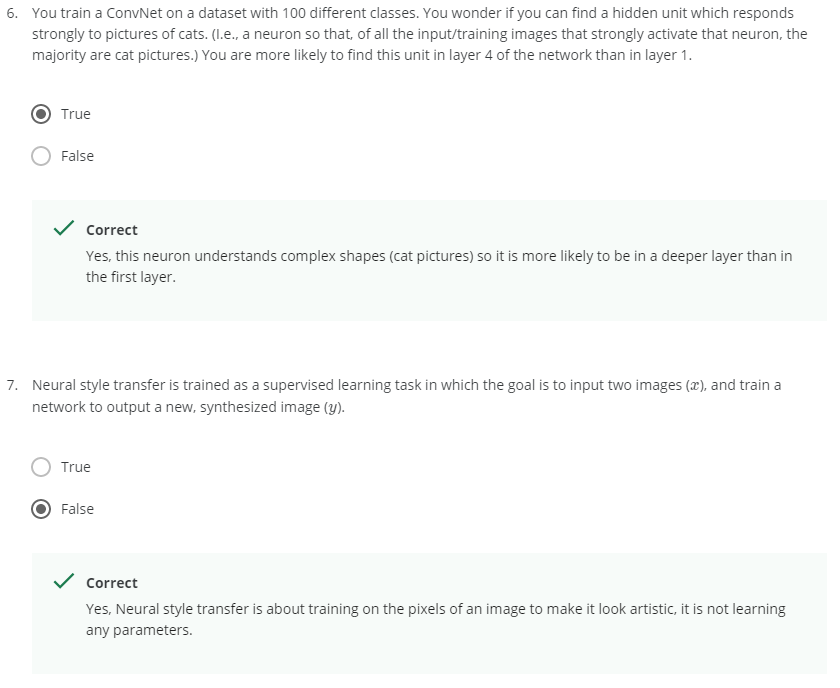 6. You train a ConvNet on a dataset with 100 different classes. You wonder if you can find a hidden unit which responds
strongly to pictures of cats. (I.e., a neuron so that, of all the input/training images that strongly activate that neuron, the
majority are cat pictures.) You are more likely to find this unit in layer 4 of the network than in layer 1.
True
False
Correct
Yes, this neuron understands complex shapes (cat pictures) so it is more likely to be in a deeper layer than in
the first layer.
7. Neural style transfer is trained as a supervised learning task in which the goal is to input two images (x), and train a
network to output a new, synthesized image (y).
True
False
Correct
Yes, Neural style transfer is about training on the pixels of an image to make it look artistic, it is not learning
any parameters.